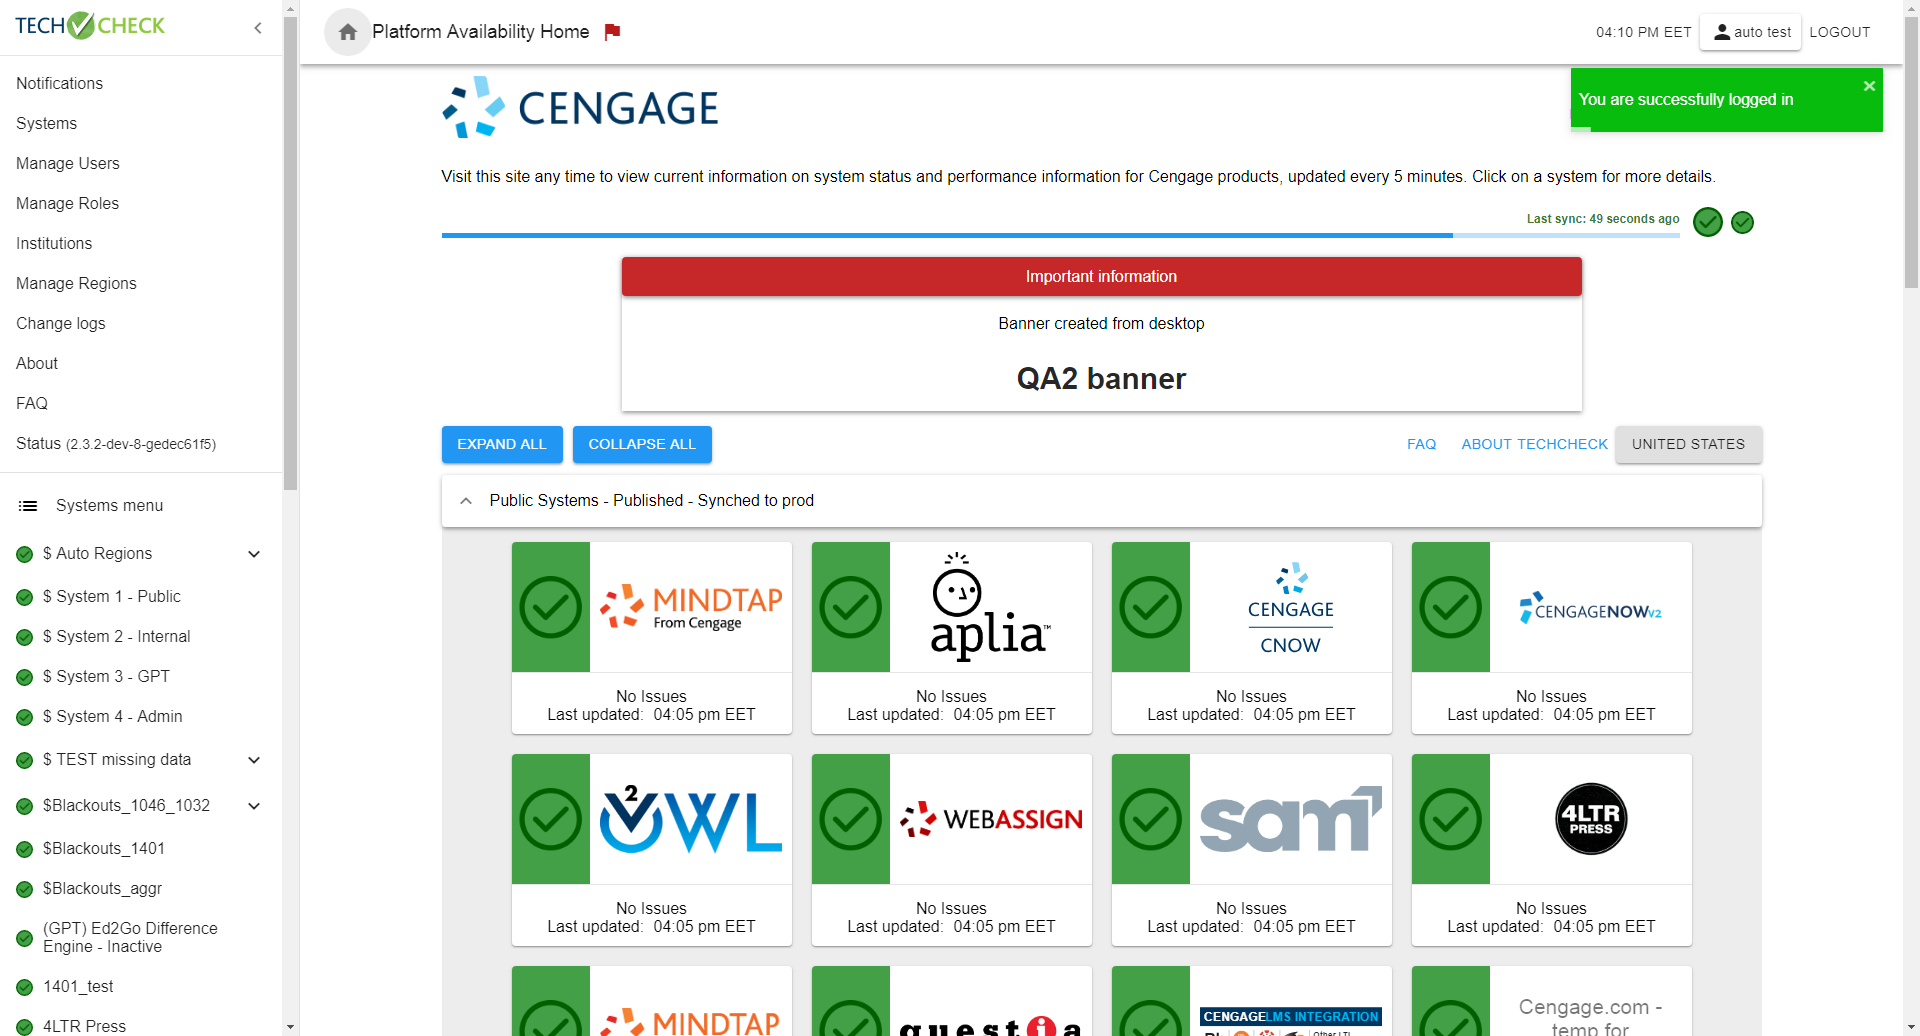 TECH CHECK
Platform Availability Home
04:10 PM EET
auto test
LOGOUT
Notifications
Systems
Manage Users
Manage Roles
Institutions
Manage Regions
Change logs
About
FAQ
Status (2.3.2-dev-8-gedec61f5)
Systems menu
$ Auto Regions
$ System 1 - Public
$ System 2 - Internal
$ System 3 - GPT
$ System 4 - Admin
$ TEST missing data
$Blackouts_1046_1032
$Blackouts_1401
$Blackouts_aggr
(GPT) Ed2Go Difference
Engine - Inactive
1401_test
4LTR Press
CENGAGE
You are successfully logged in
Visit this site any time to view current information on system status and performance information for Cengage products, updated every 5 minutes. Click on a system for more details.
Last sync: 49 seconds ago
Important information
Banner created from desktop
QA2 banner
EXPAND ALL
COLLAPSE ALL
FAQ
ABOUT TECHCHECK
UNITED STATES
Public Systems - Published - Synched to prod
MINDTAP
From Cengage
No Issues
Last updated: 04:05 pm EET
aplia™
No Issues
Last updated: 04:05 pm EET
CENGAGE
CNOW
No Issues
Last updated: 04:05 pm EET
CENGAGENOWV2
No Issues
Last updated: 04:05 pm EET
OWL
2
No Issues
Last updated: 04:05 pm EET
WEBASSIGN
No Issues
Last updated: 04:05 pm EET
sam
No Issues
Last updated: 04:05 pm EET
4LTR
PRESS
No Issues
Last updated: 04:05 pm EET
MINDTAP
questia
CENGAGELMS INTEGRATION
Other LTI
Cengage.com -
temp for